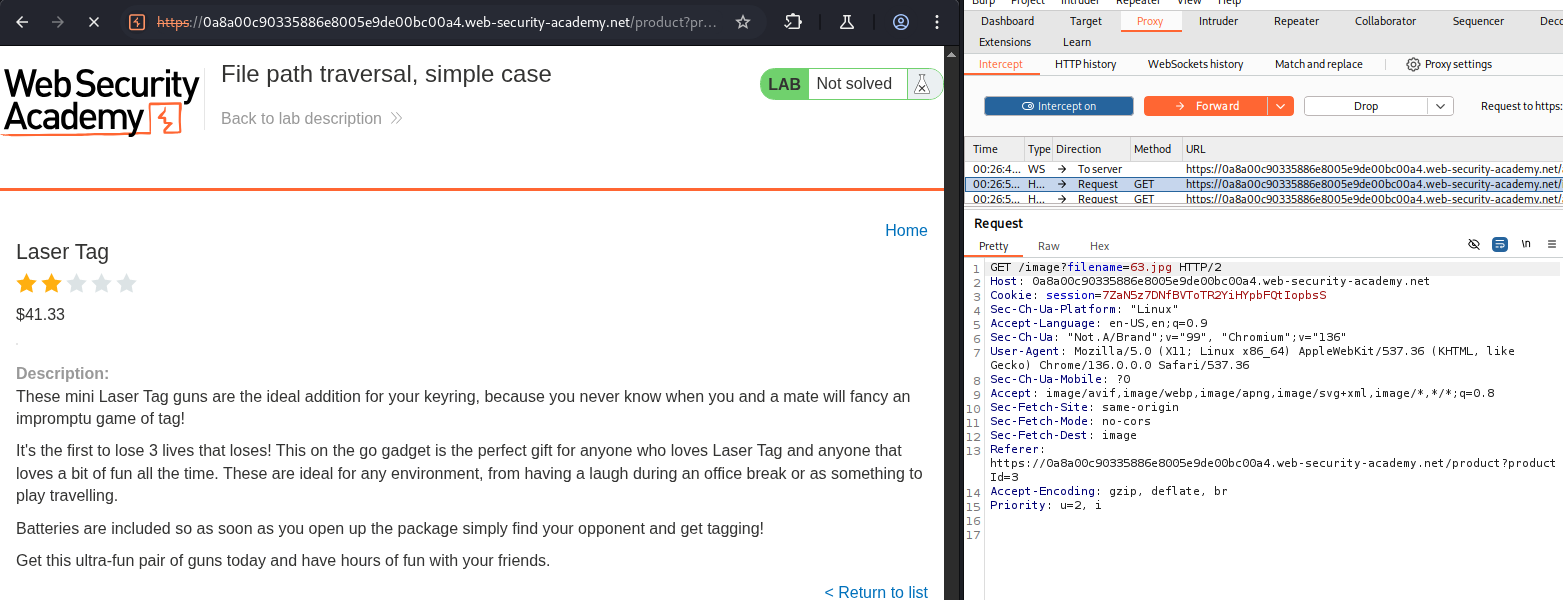 Burp Project Intruder Repeater View Help
https://0a8a00c90335886e8005e9de00bc00a4.web-security-academy.net/product?pr...
Dashboard Target Proxy Intruder Repeater Collaborator Sequencer Deco
Extensions Learn
Intercept HTTP history WebSockets history Match and replace Proxy settings
Intercept on Forward Drop Request to https:
Time Type Direction Method URL
00:26:4... WS → To server https://0a8a00c90335886e8005e9de00bc00a4.web-security-academy.net/
00:26:5... H... → Request GET https://0a8a00c90335886e8005e9de00bc00a4.web-security-academy.net/
00:26:5... H... → Request GET https://0a8a00c90335886e8005e9de00bc00a4.web-security-academy.net/
WebSecurity
Academy
File path traversal, simple case
Back to lab description
LAB Not solved
Home
Laser Tag
$41.33
Description:
These mini Laser Tag guns are the ideal addition for your keyring, because you never know when you and a mate will fancy an
impromptu game of tag!
It's the first to lose 3 lives that loses! This on the go gadget is the perfect gift for anyone who loves Laser Tag and anyone that
loves a bit of fun all the time. These are ideal for any environment, from having a laugh during an office break or as something to
play travelling.
Batteries are included so as soon as you open up the package simply find your opponent and get tagging!
Get this ultra-fun pair of guns today and have hours of fun with your friends.
< Return to list
Request
Pretty Raw Hex
\n
1 GET /image?filename=63.jpg HTTP/2
2 Host: 0a8a00c90335886e8005e9de00bc00a4.web-security-academy.net
3 Cookie: session=7ZaN5z7DNfBVToTR2YiHYpbFQtIopbsS
4 Sec-Ch-Ua-Platform: "Linux"
5 Accept-Language: en-US,en;q=0.9
6 Sec-Ch-Ua: "Not.A/Brand";v="99", "Chromium";v="136"
7 User-Agent: Mozilla/5.0 (X11; Linux x86_64) AppleWebKit/537.36 (KHTML, like
Gecko) Chrome/136.0.0.0 Safari/537.36
8 Sec-Ch-Ua-Mobile: ?0
9 Accept: image/avif,image/webp,image/apng,image/svg+xml,image/*,*/*;q=0.8
10 Sec-Fetch-Site: same-origin
11 Sec-Fetch-Mode: no-cors
12 Sec-Fetch-Dest: image
13 Referer:
https://0a8a00c90335886e8005e9de00bc00a4.web-security-academy.net/product?product
Id=3
14 Accept-Encoding: gzip, deflate, br
15 Priority: u=2, i
16
17